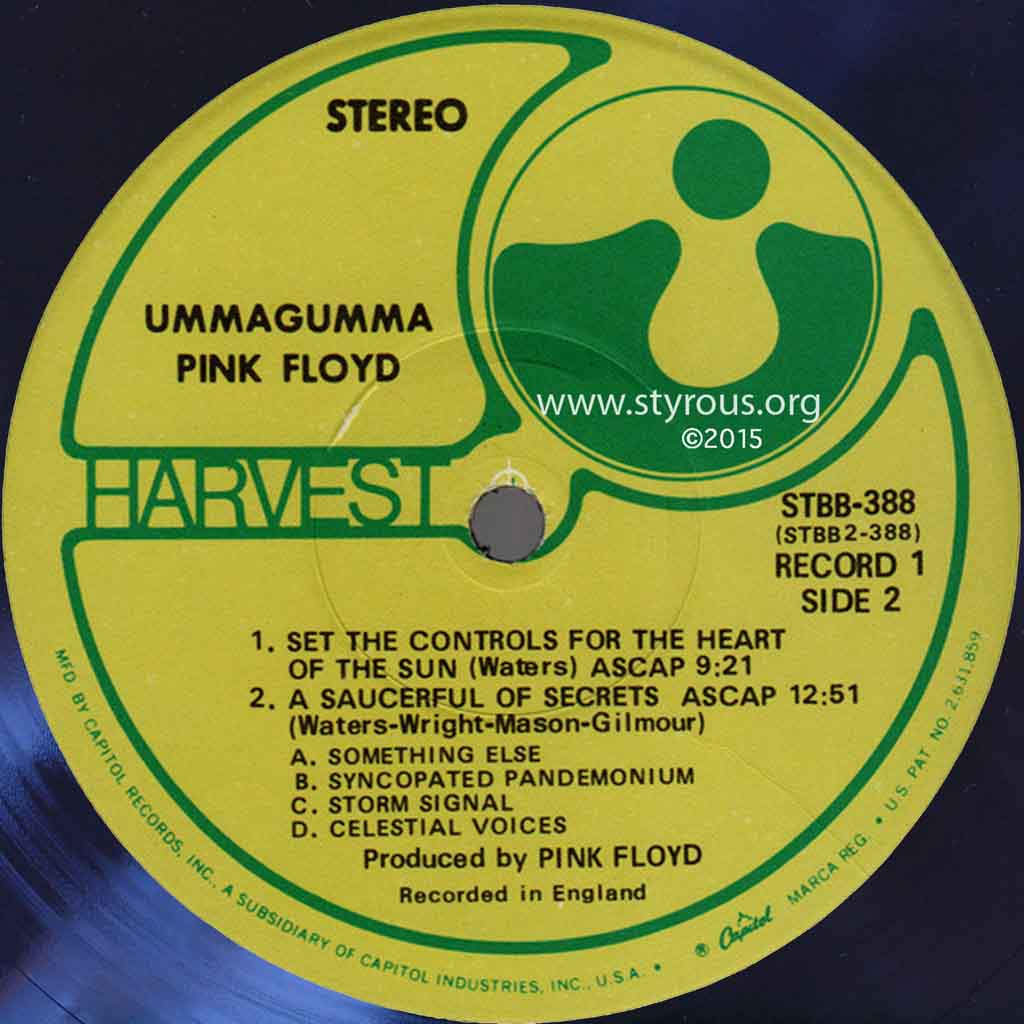 STEREO
UMMAGUMMA
PINK FLOYD
www.styrous.org
©2015
HARVEST
STBB-388
(STBB2-388)
RECORD 1
SIDE 2
1. SET THE CONTROLS FOR THE HEART
OF THE SUN (Waters) ASCAP 9:21
2. A SAUCERFUL OF SECRETS ASCAP 12:51
(Waters-Wright-Mason-Gilmour)
A. SOMETHING ELSE
B. SYNCOPATED PANDEMONIUM
C. STORM SIGNAL
D. CELESTIAL VOICES
Produced by PINK FLOYD
Recorded in England
MFD BY CAPITOL RECORDS, INC., A SUBSIDIARY OF CAPITOL INDUSTRIES, INC., U.S.A. • ® Capitol MARCA REG. • U.S. PAT NO. 2,631,859